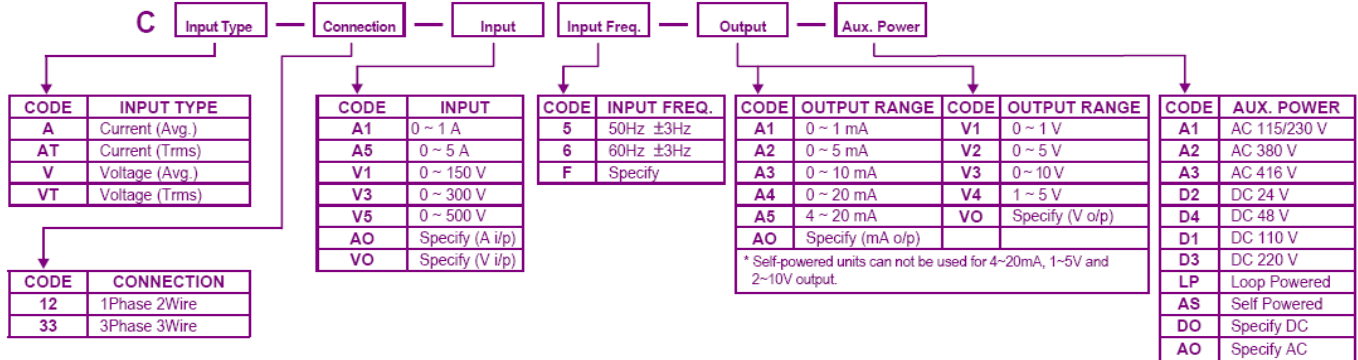 C Input Type — Connection — Input Input Freq. — Output — Aux. Power
CODE INPUT TYPE
A Current (Avg.)
AT Current (Trms)
V Voltage (Avg.)
VT Voltage (Trms)
CODE CONNECTION
12 1Phase 2Wire
33 3Phase 3Wire
CODE INPUT
A1 0 ~ 1 A
A5 0 ~ 5 A
V1 0 ~ 150 V
V3 0 ~ 300 V
V5 0 ~ 500 V
AO Specify (A i/p)
VO Specify (V i/p)
CODE INPUT FREQ.
5 50Hz ±3Hz
6 60Hz ±3Hz
F Specify
CODE OUTPUT RANGE CODE OUTPUT RANGE
A1 0 ~ 1 mA V1 0 ~ 1 V
A2 0 ~ 5 mA V2 0 ~ 5 V
A3 0 ~ 10 mA V3 0 ~ 10 V
A4 0 ~ 20 mA V4 1 ~ 5 V
A5 4 ~ 20 mA VO Specify (V o/p)
AO Specify (mA o/p)
* Self-powered units can not be used for 4~20mA, 1~5V and
2~10V output.
CODE AUX. POWER
A1 AC 115/230 V
A2 AC 380 V
A3 AC 416 V
D2 DC 24 V
D4 DC 48 V
D1 DC 110 V
D3 DC 220 V
LP Loop Powered
AS Self Powered
DO Specify DC
AO Specify AC